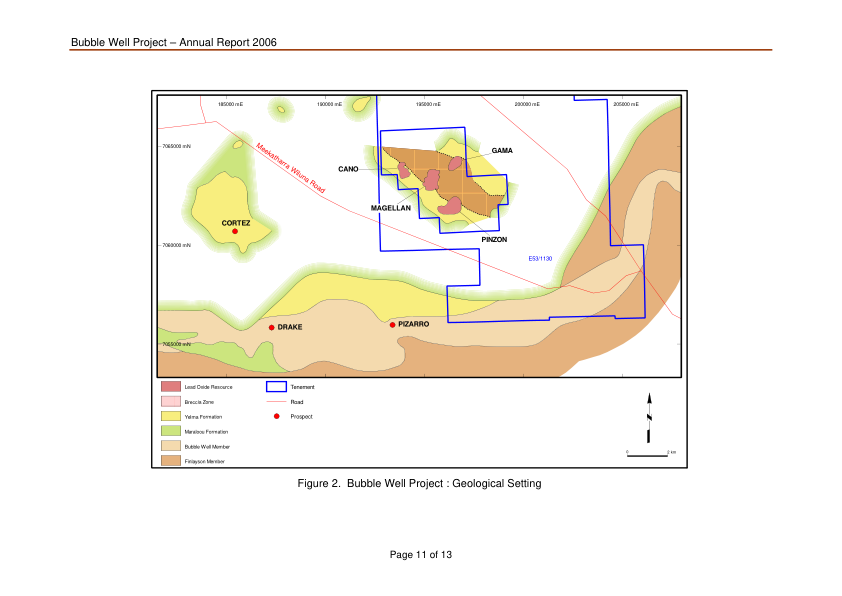 Bubble Well Project – Annual Report 2006
185000 mE
190000 mE
195000 mE
200000 mE
205000 mE
7065000 mN
Meekatharra Wiluna Road
GAMA
CANO
MAGELLAN
CORTEZ
PINZON
7060000 mN
E53/1130
DRAKE
PIZARRO
7055000 mN
Lead Oxide Resource
Tenement
Breccia Zone
Road
Yelma Formation
Prospect
Maraloou Formation
Bubble Well Member
Finlayson Member
0
2 km
Figure 2. Bubble Well Project : Geological Setting
Page 11 of 13